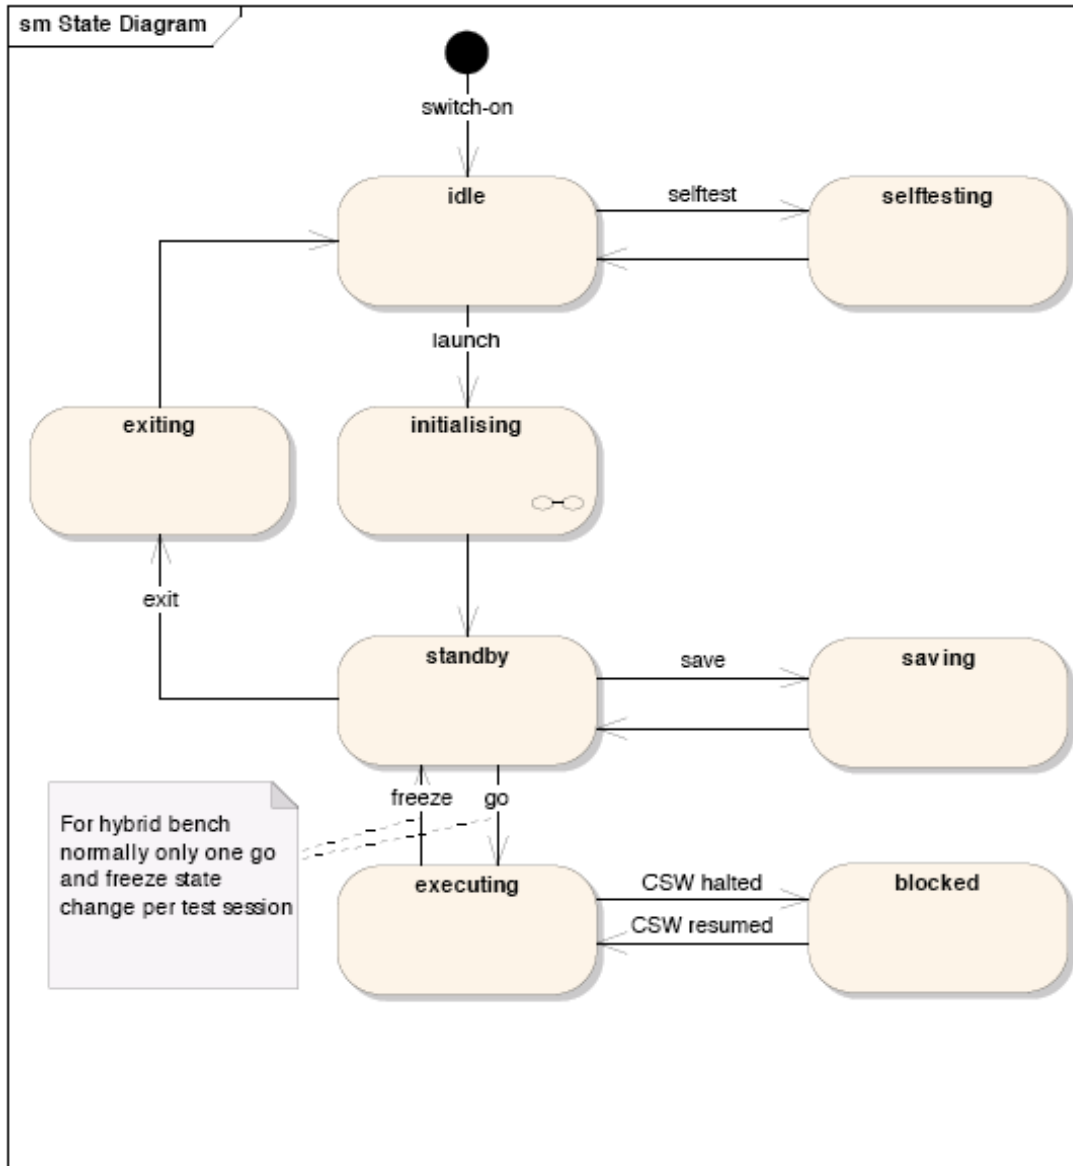 sm State Diagram
switch-on
idle
selftest
selftesting
launch
exiting
initialising
exit
standby
save
saving
freeze
go
For hybrid bench
normally only one go
and freeze state
change per test session
executing
CSW halted
CSW resumed
blocked